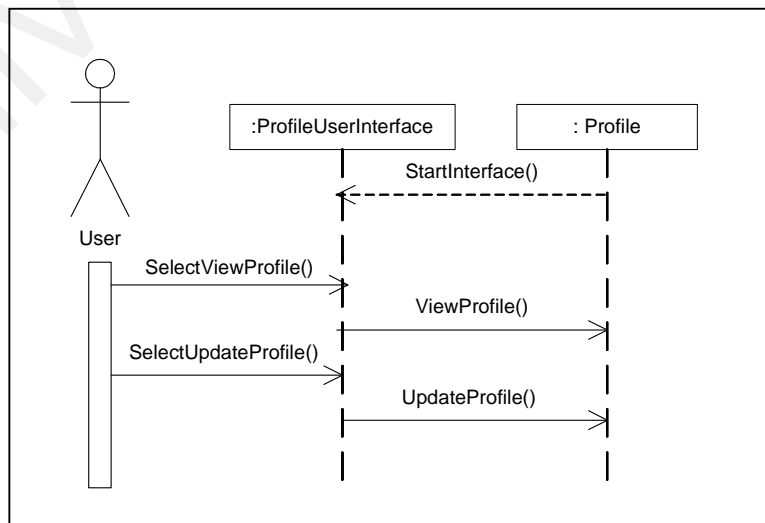 :ProfileUserInterface
: Profile
StartInterface()
User
SelectViewProfile()
ViewProfile()
SelectUpdateProfile()
UpdateProfile()